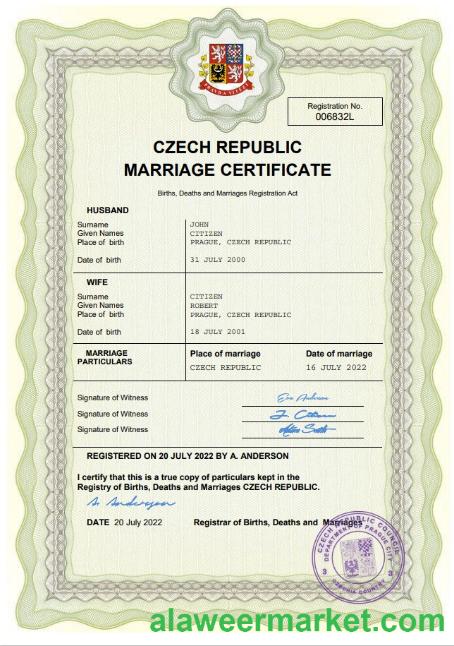 PRAVDA VÍTĚZÍ
Registration No.
006832L
CZECH REPUBLIC
MARRIAGE CERTIFICATE
Births, Deaths and Marriages Registration Act
HUSBAND
Surname JOHN
Given Names CITIZEN
Place of birth PRAGUE, CZECH REPUBLIC
Date of birth 31 JULY 2000
WIFE
Surname CITIZEN
Given Names ROBERT
Place of birth PRAGUE, CZECH REPUBLIC
Date of birth 18 JULY 2001
MARRIAGE PARTICULARS
Place of marriage Date of marriage
CZECH REPUBLIC 16 JULY 2022
Signature of Witness
Signature of Witness
Signature of Witness
REGISTERED ON 20 JULY 2022 BY A. ANDERSON
I certify that this is a true copy of particulars kept in the
Registry of Births, Deaths and Marriages CZECH REPUBLIC.
A. Anderson
DATE 20 July 2022 Registrar of Births, Deaths and Marriages
CZECH REPUBLIC COUNCIL
DEPARTMENT OF PRAGUE CITY
3 3
COUNTRY
alaweermarket.com